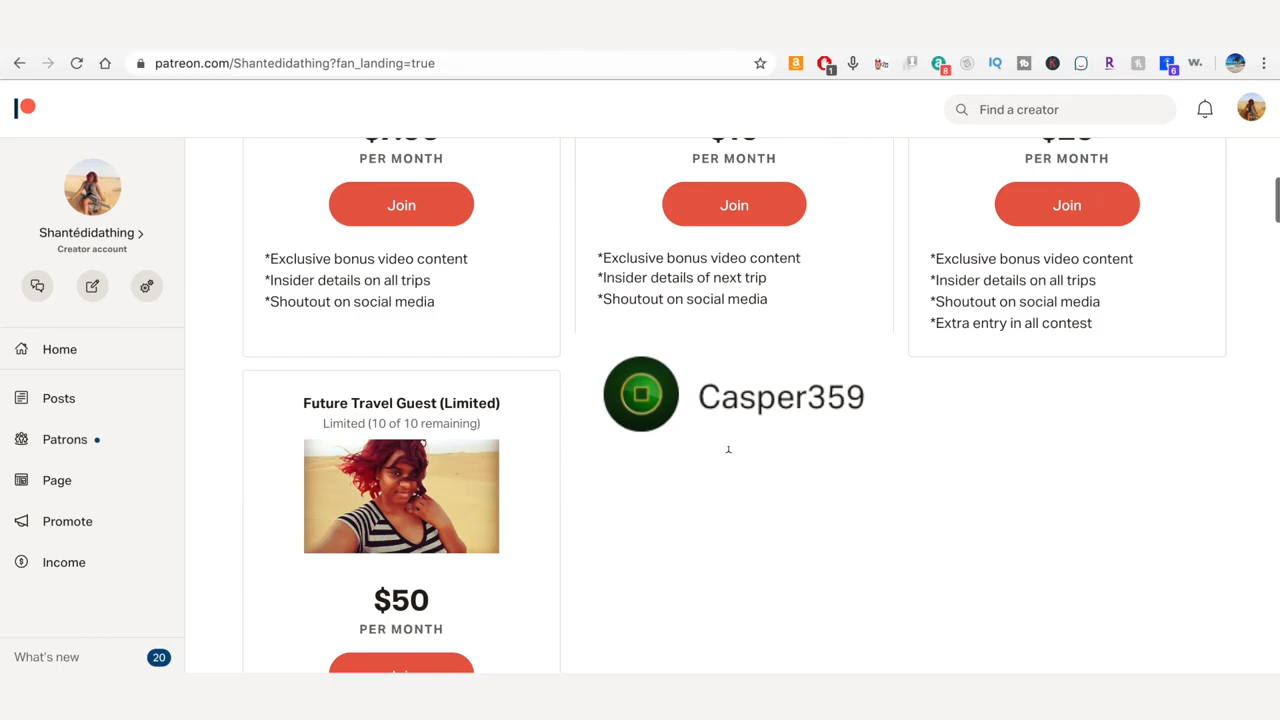 patreon.com/Shantedidathing?fan_landing=true
1
IQ
K
8
R
6
w.
Find a creator
PER MONTH
PER MONTH
PER MONTH
Join
Join
Join
Shantédidathing
Creator account
*Exclusive bonus video content
*Insider details on all trips
*Shoutout on social media
*Exclusive bonus video content
*Insider details of next trip
*Shoutout on social media
*Exclusive bonus video content
*Insider details on all trips
*Shoutout on social media
*Extra entry in all contest
Home
Posts
Patrons
Page
Promote
Income
What's new
20
Future Travel Guest (Limited)
Limited (10 of 10 remaining)
$50
PER MONTH
Casper359